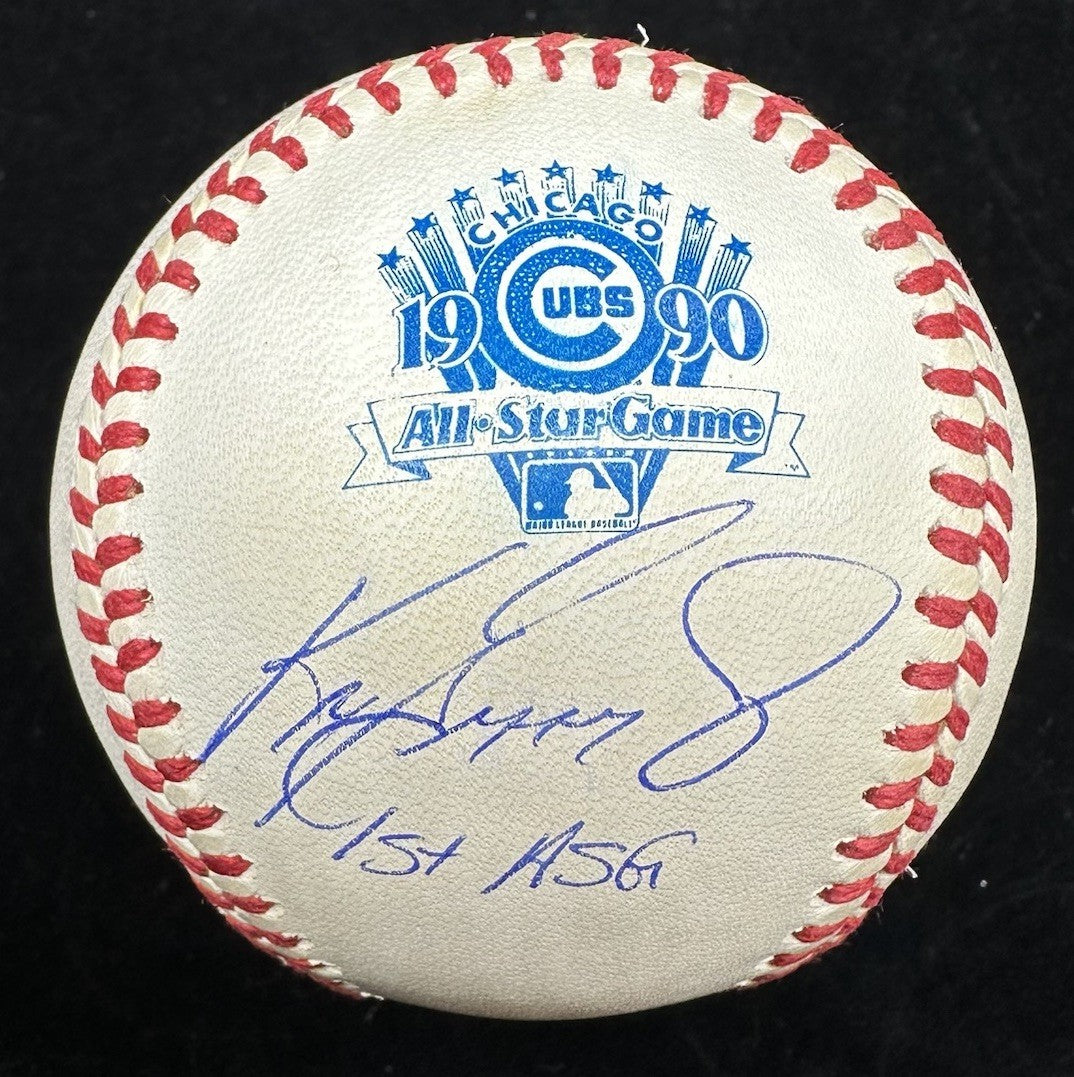 CHICAGO
19 CUBS 90
All·Star Game
MAJOR LEAGUE BASEBALL
1st ASG